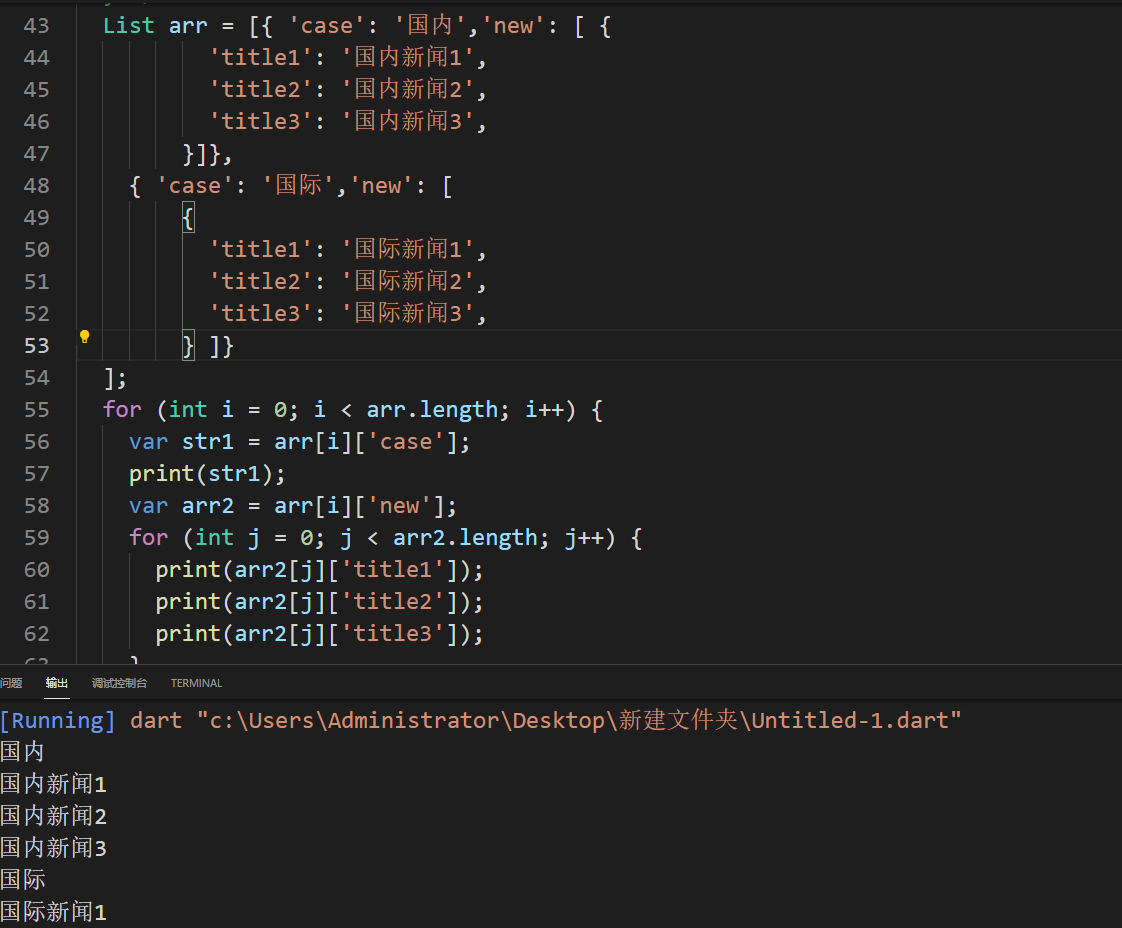 43 List arr = [{ 'case': '国内','new': [ {
44 'title1': '国内新闻1',
45 'title2': '国内新闻2',
46 'title3': '国内新闻3',
47 }]},
48 { 'case': '国际','new': [
49 {
50 'title1': '国际新闻1',
51 'title2': '国际新闻2',
52 'title3': '国际新闻3',
53 } ]}
54 ];
55 for (int i = 0; i < arr.length; i++) {
56 var str1 = arr[i]['case'];
57 print(str1);
58 var arr2 = arr[i]['new'];
59 for (int j = 0; j < arr2.length; j++) {
60 print(arr2[j]['title1']);
61 print(arr2[j]['title2']);
62 print(arr2[j]['title3']);
63 }
问题 输出 调试控制台 TERMINAL
[Running] dart "c:\Users\Administrator\Desktop\新建文件夹\Untitled-1.dart"
国内
国内新闻1
国内新闻2
国内新闻3
国际
国际新闻1